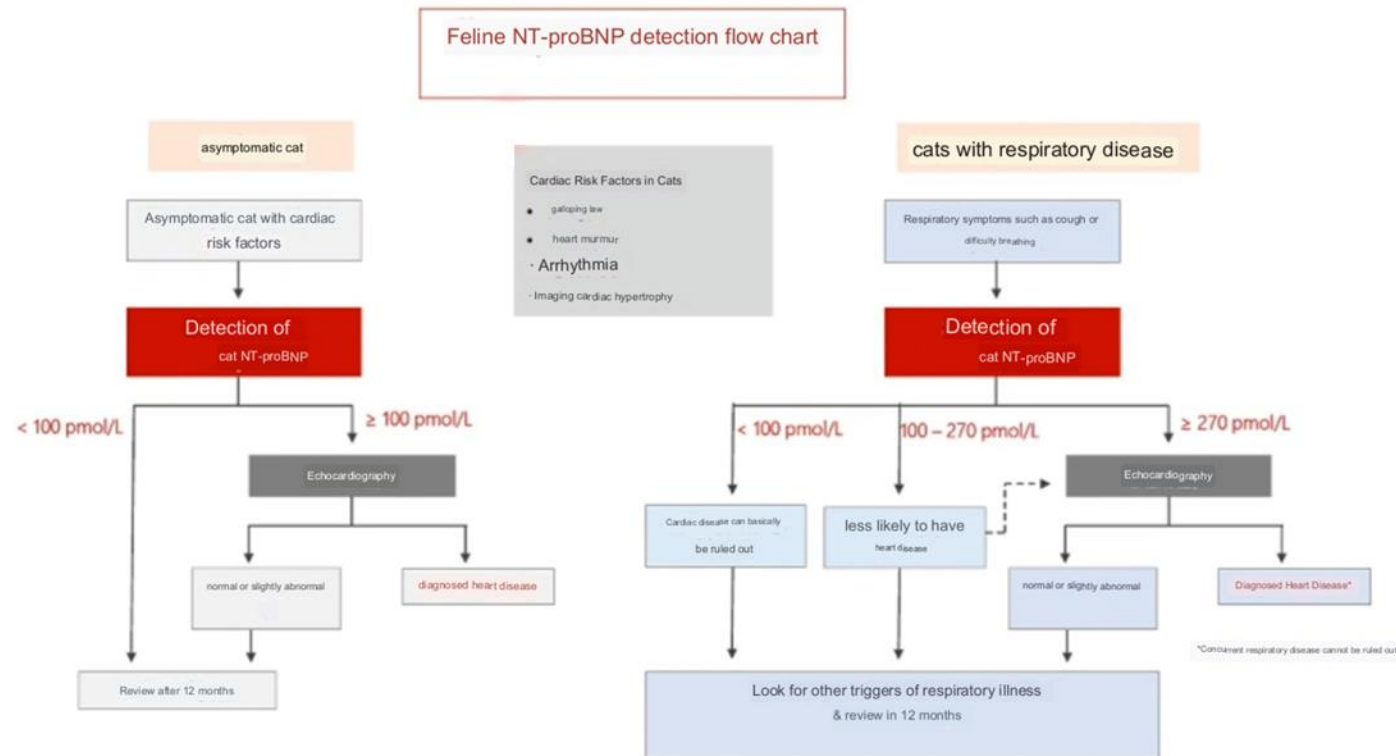 Feline NT-proBNP detection flow chart
asymptomatic cat
Asymptomatic cat with cardiac
risk factors
Detection of
cat NT-proBNP
< 100 pmol/L
≥ 100 pmol/L
Echocardiography
normal or slightly abnormal
diagnosed heart disease
Review after 12 months
Cardiac Risk Factors in Cats
• galloping law
• heart murmur
· Arrhythmia
· Imaging cardiac hypertrophy
cats with respiratory disease
Respiratory symptoms such as cough or
difficulty breathing
Detection of
cat NT-proBNP
< 100 pmol/L
100 – 270 pmol/L
≥ 270 pmol/L
Echocardiography
Cardiac disease can basically
be ruled out
less likely to have
heart disease
normal or slightly abnormal
Diagnosed Heart Disease*
*Concurrent respiratory disease cannot be ruled out
Look for other triggers of respiratory illness
& review in 12 months